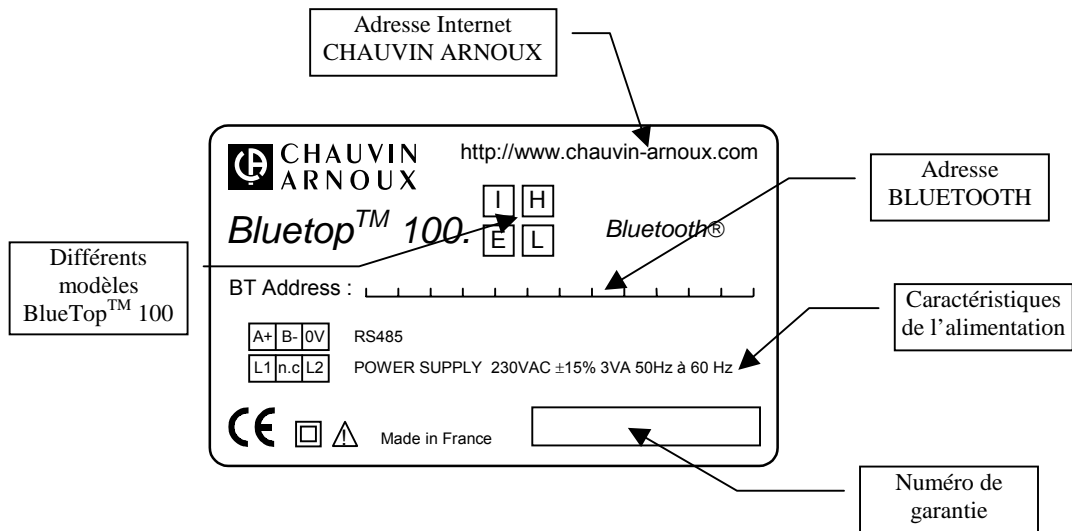 Adresse Internet
CHAUVIN ARNOUX
CHAUVIN
ARNOUX
http://www.chauvin-arnoux.com
Adresse
BLUETOOTH
I H
Bluetop™ 100.
E L
Bluetooth®
Différents
modèles
BlueTop™ 100
BT Address :
Caractéristiques
de l'alimentation
A+ B- 0V RS485
L1 n.c L2 POWER SUPPLY 230VAC ±15% 3VA 50Hz à 60 Hz
CE Made in France
Numéro de
garantie